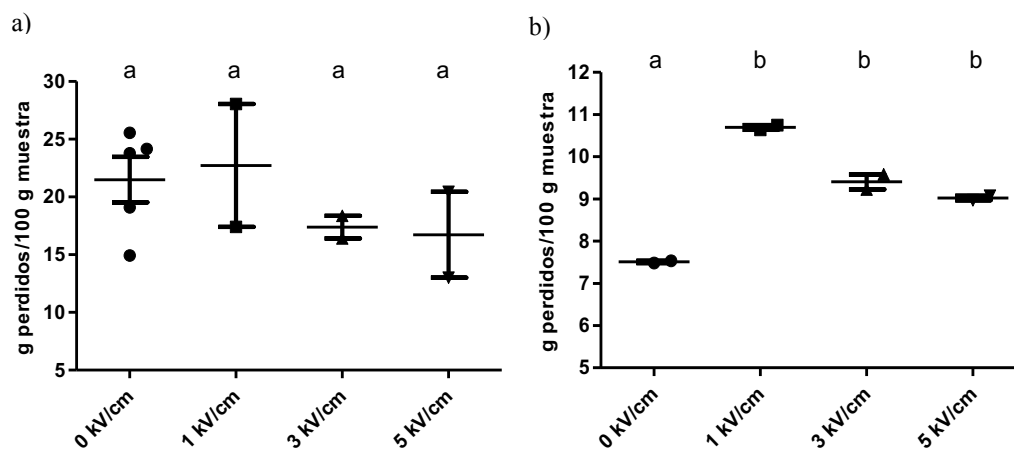 a)
a a a a
g perdidos/100 g muestra
30
25
20
15
10
5
0 kV/cm
1 kV/cm
3 kV/cm
5 kV/cm
b)
a b b b
g perdidos/100 g muestra
12
11
10
9
8
7
6
5
0 kV/cm
1 kV/cm
3 kV/cm
5 kV/cm